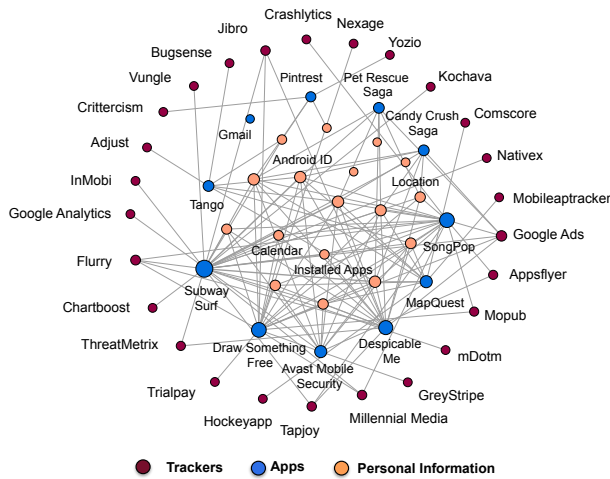 Crashlytics
Nexage
Jibro
Yozio
Bugsense
Vungle
Pintrest
Pet Rescue
Saga
Kochava
Crittercism
Candy Crush
Saga
Comscore
Gmail
Adjust
Android ID
Nativex
InMobi
Location
Tango
Mobileaptracker
Google Analytics
Calendar
SongPop
Google Ads
Flurry
Installed Apps
Appsflyer
Subway
Surf
MapQuest
Chartboost
Mopub
ThreatMetrix
Draw Something
Free
Despicable
Me
mDotm
Avast Mobile
Security
Trialpay
GreyStripe
Hockeyapp
Millennial Media
Tapjoy
Trackers
Apps
Personal Information